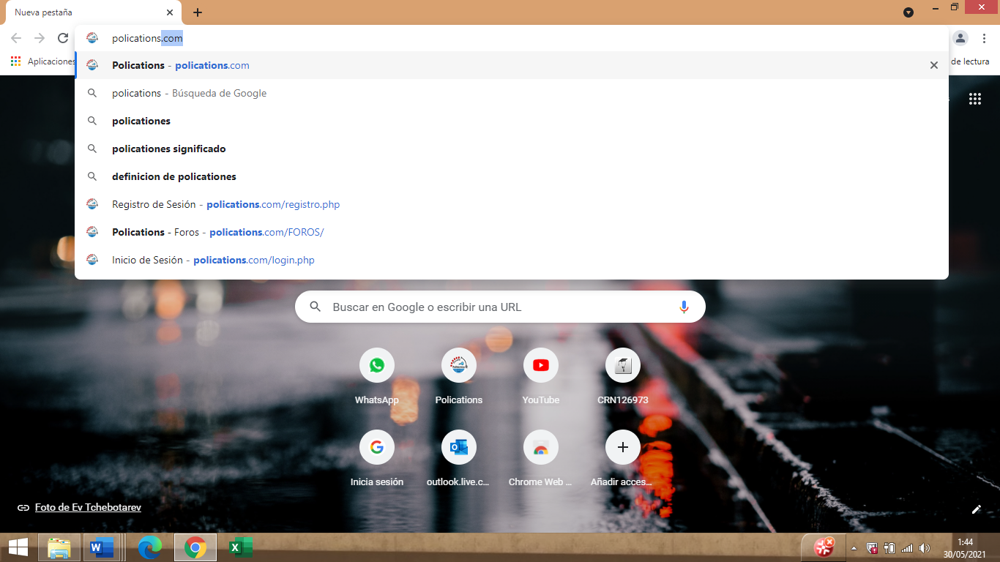 Nueva pestaña
polications.com
Aplicaciones
de lectura
Polications - polications.com
polications - Búsqueda de Google
policationes
policationes significado
definicion de policationes
Registro de Sesión - polications.com/registro.php
Polications - Foros - polications.com/FOROS/
Inicio de Sesión - polications.com/login.php
Buscar en Google o escribir una URL
WhatsApp
Polications
YouTube
CRN126973
Inicia sesión
outlook.live.c...
Chrome Web ...
Añadir acces...
Foto de Ev Tchebotarev
1:44
30/05/2021